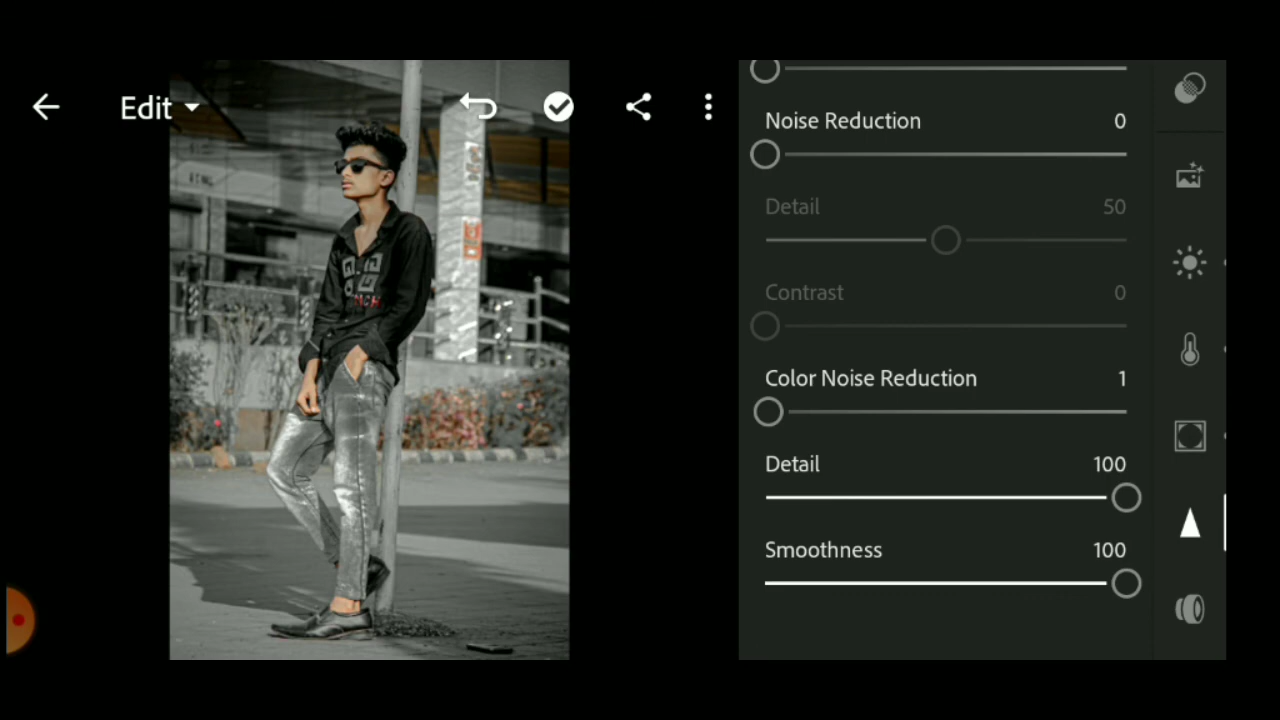 Edit
Noise Reduction 0
Detail 50
Contrast 0
Color Noise Reduction 1
Detail 100
Smoothness 100